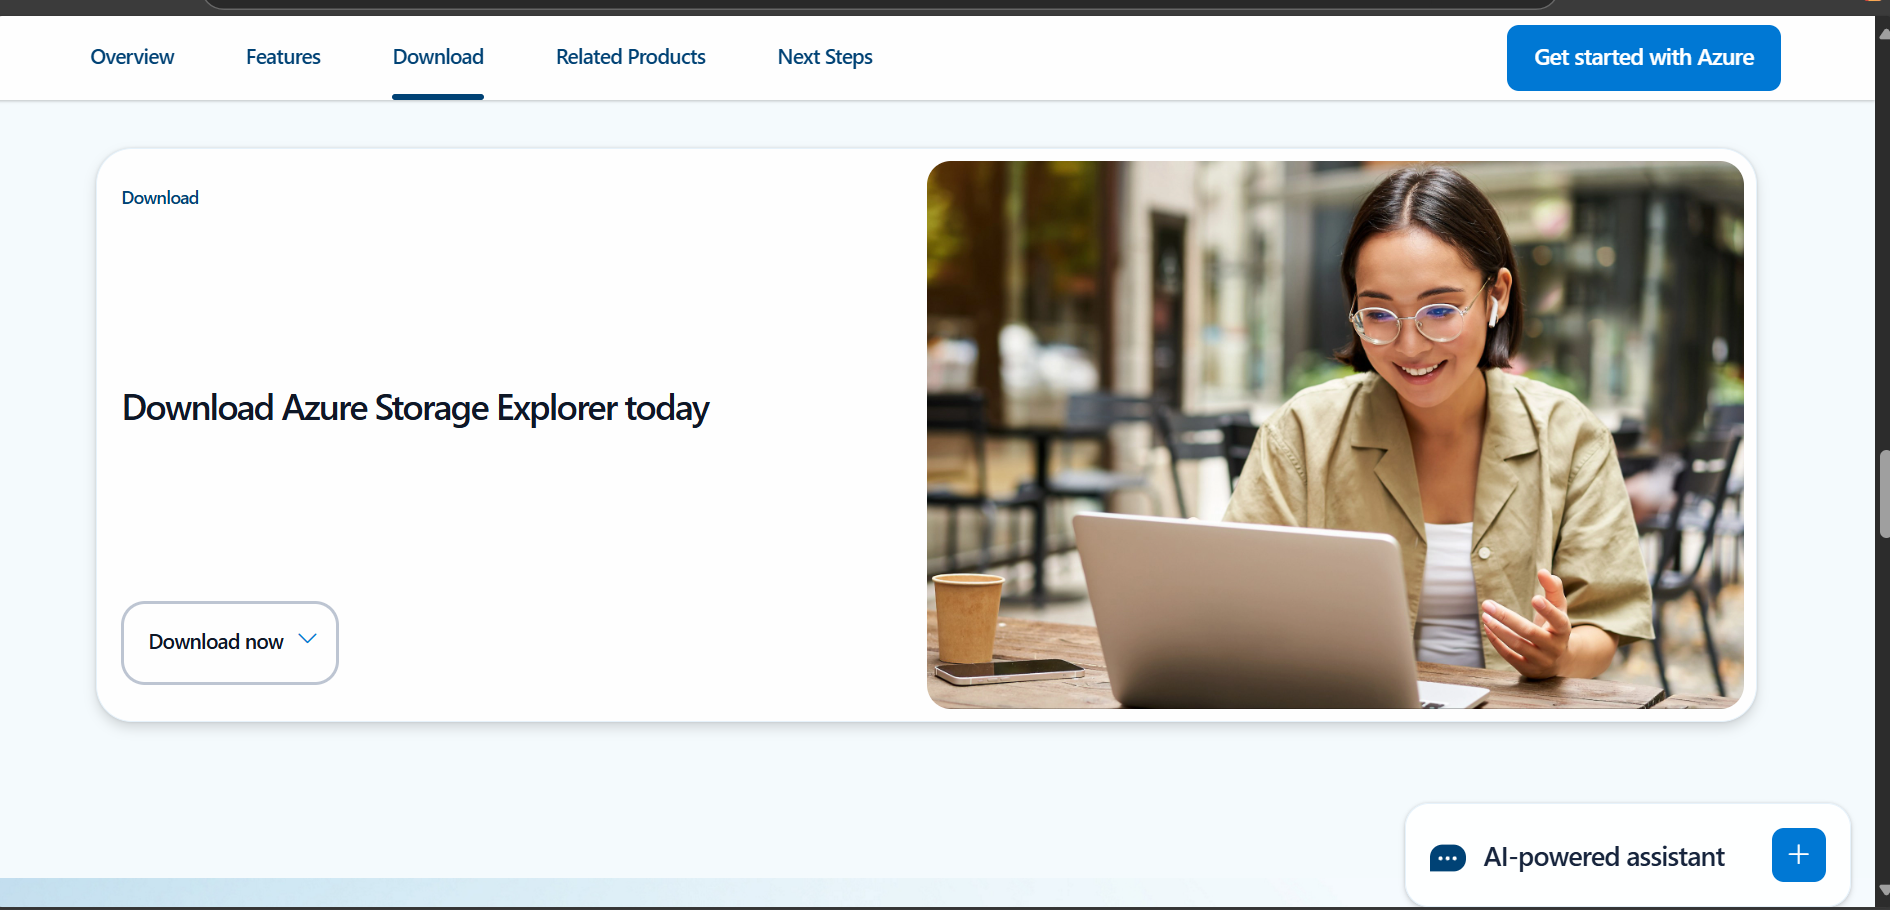 Overview
Features
Download
Related Products
Next Steps
Get started with Azure
Download
Download Azure Storage Explorer today
Download now
AI-powered assistant